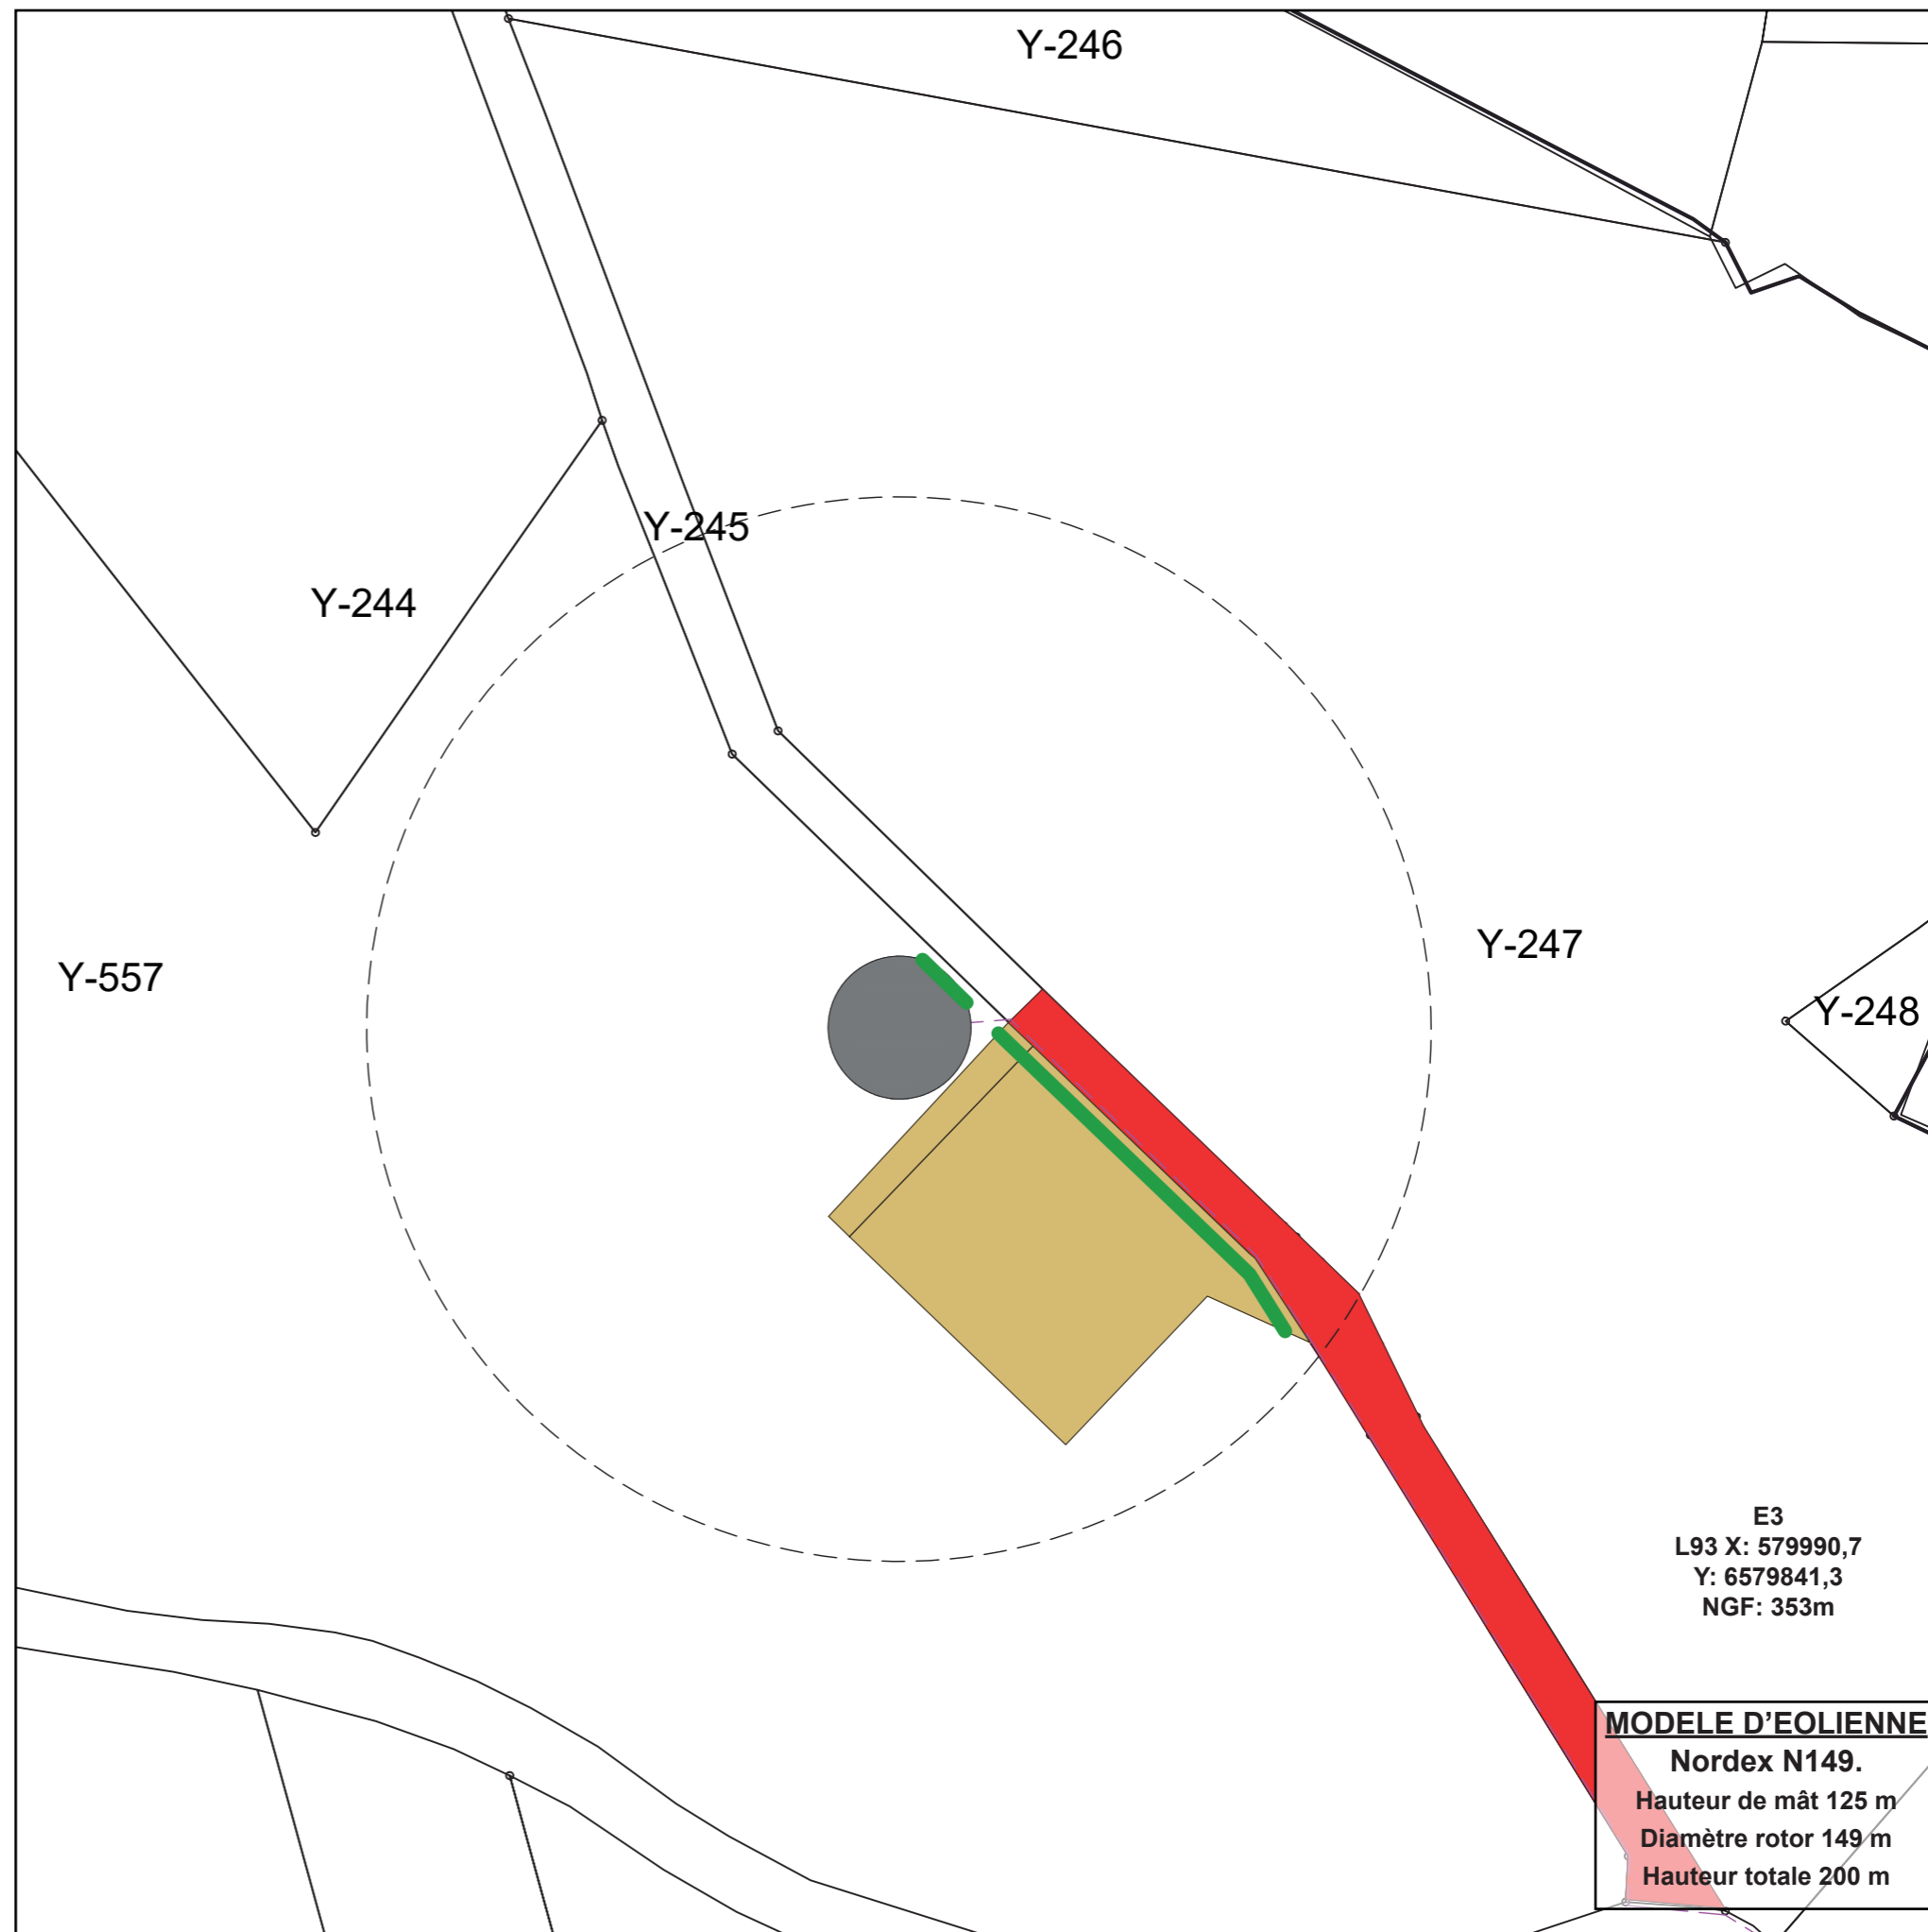 Y-246
Y-245
Y-244
Y-247
Y-557
Y-248
E3
L93 X: 579990,7
Y: 6579841,3
NGF: 353m
MODELE D’EOLIENNE
Nordex N149.
Hauteur de mât 125 m
Diamètre rotor 149 m
Hauteur totale 200 m